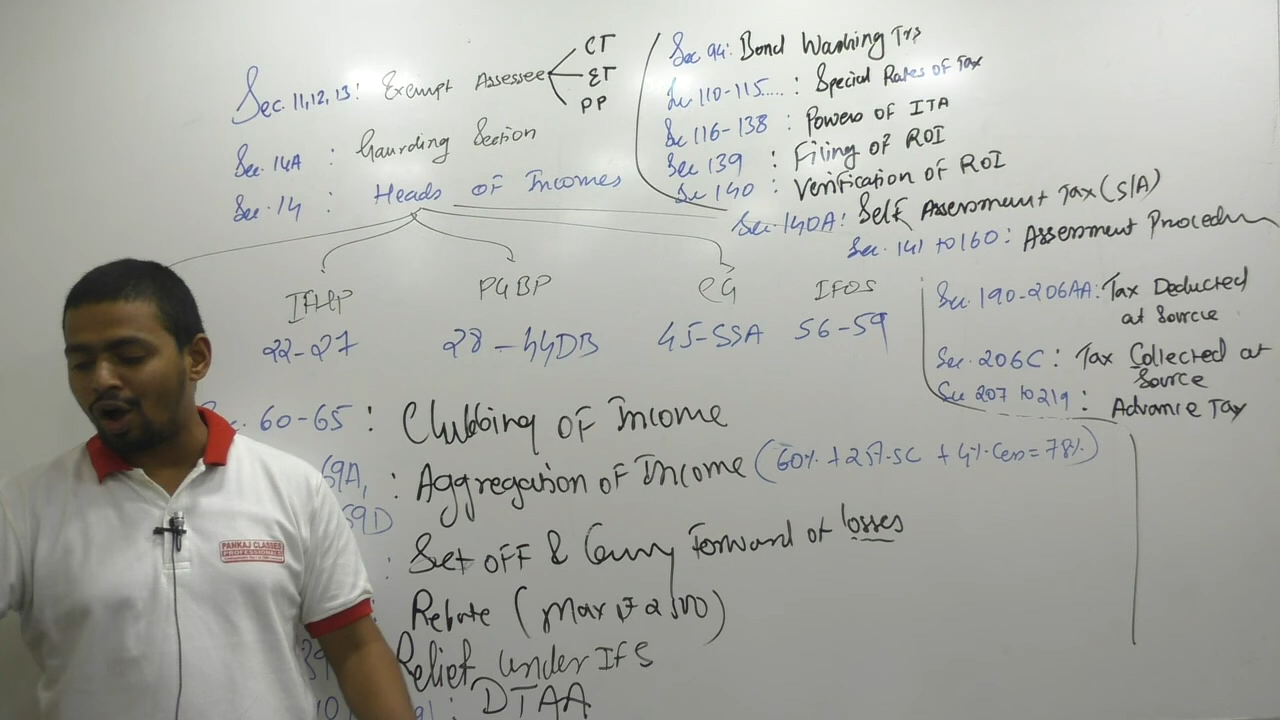 Sec. 11,12,13 : Exempt Assessee
CT
ET
PP
Sec. 14A : Gaurding Section
Sec. 14 : Heads of Incomes
IFHP
22-27
PGBP
28-44DB
CG
45-55A
IFOS
56-59
Sec 94: Bond Washing Trs
Sec 110-115.... : Special Rates of Tax
Sec 116-138 : Powers of ITA
Sec 139 : Filing of ROI
Sec 140 : Verification of ROI
Sec. 140A: Self Assessment Tax (S/A)
Sec. 141 to 160 : Assessment Procedu
Sec. 190-206AA: Tax Deducted
at Source
Sec. 206C : Tax Collected at
Source
Sec 207 to 219 : Advance Tax
. 60-65 : Clubbing of Income
69A, : Aggregation of Income (60% + 25% SC + 4% Cess = 78%)
69D
: Set off & Carry Forward of losses
Rebate (Max ₹ 2500)
Relief under IFS
: DTAA
PANKAJ CLASSES
PROFESSIONALS